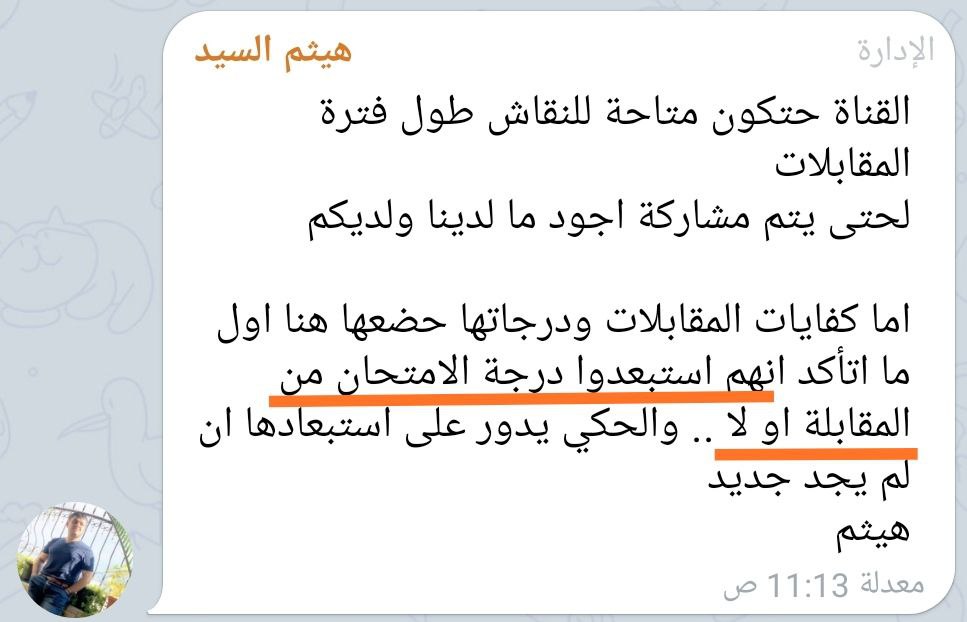 هيثم السيد
الإدارة
القناة حتكون متاحة للنقاش طول فترة
المقابلات
لحتى يتم مشاركة اجود ما لدينا ولديكم
اما كفايات المقابلات ودرجاتها حضعها هنا اول
ما اتأكد انهم استبعدوا درجة الامتحان من
المقابلة او لا .. والحكي يدور على استبعادها ان
لم يجد جديد
هيثم
معدلة 11:13 ص